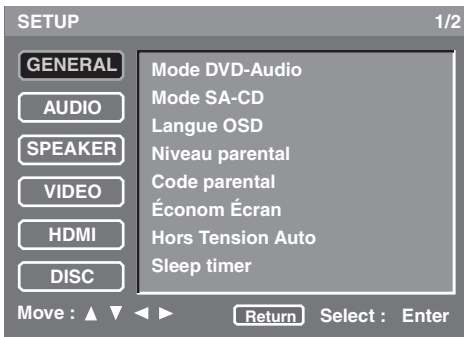 SETUP 1/2
GENERAL
AUDIO
SPEAKER
VIDEO
HDMI
DISC
Mode DVD-Audio
Mode SA-CD
Langue OSD
Niveau parental
Code parental
Économ Écran
Hors Tension Auto
Sleep timer
Move : ▲ ▼ ◄ ► Return Select : Enter